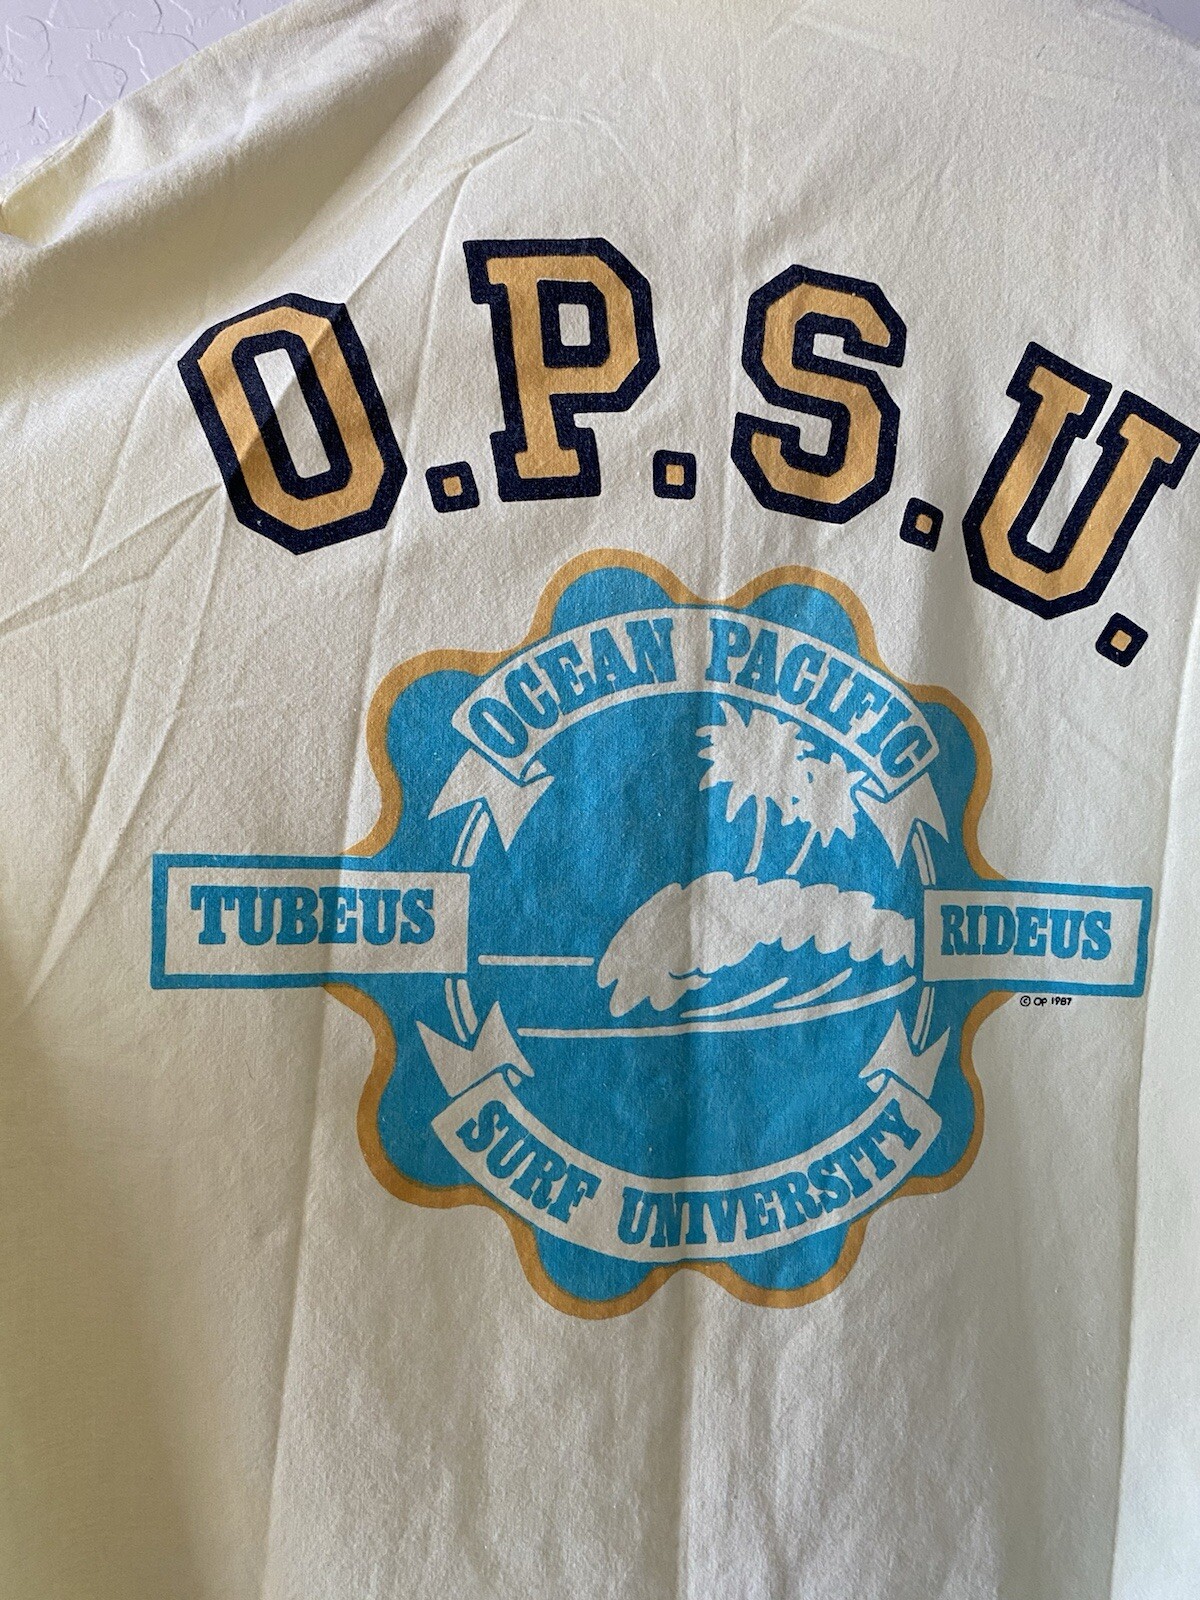 O.P.S.U.
OCEAN PACIFIC
TUBEUS
RIDEUS
© OP 1987
SURF UNIVERSITY